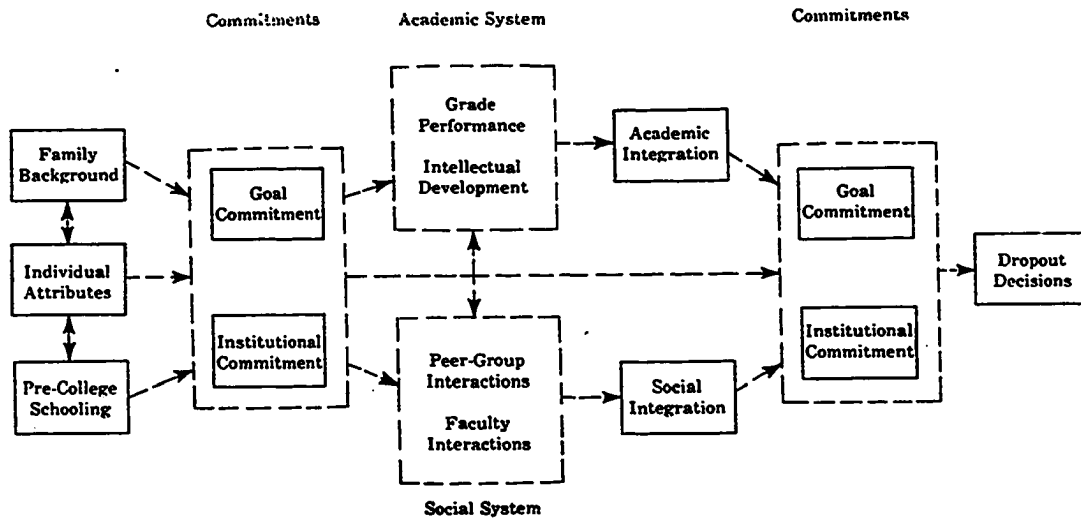 Commitments
Academic System
Commitments
Grade
Performance
Intellectual
Development
Academic
Integration
Family
Background
Goal
Commitment
Goal
Commitment
Individual
Attributes
Dropout
Decisions
Institutional
Commitment
Institutional
Commitment
Pre-College
Schooling
Peer-Group
Interactions
Faculty
Interactions
Social
Integration
Social System